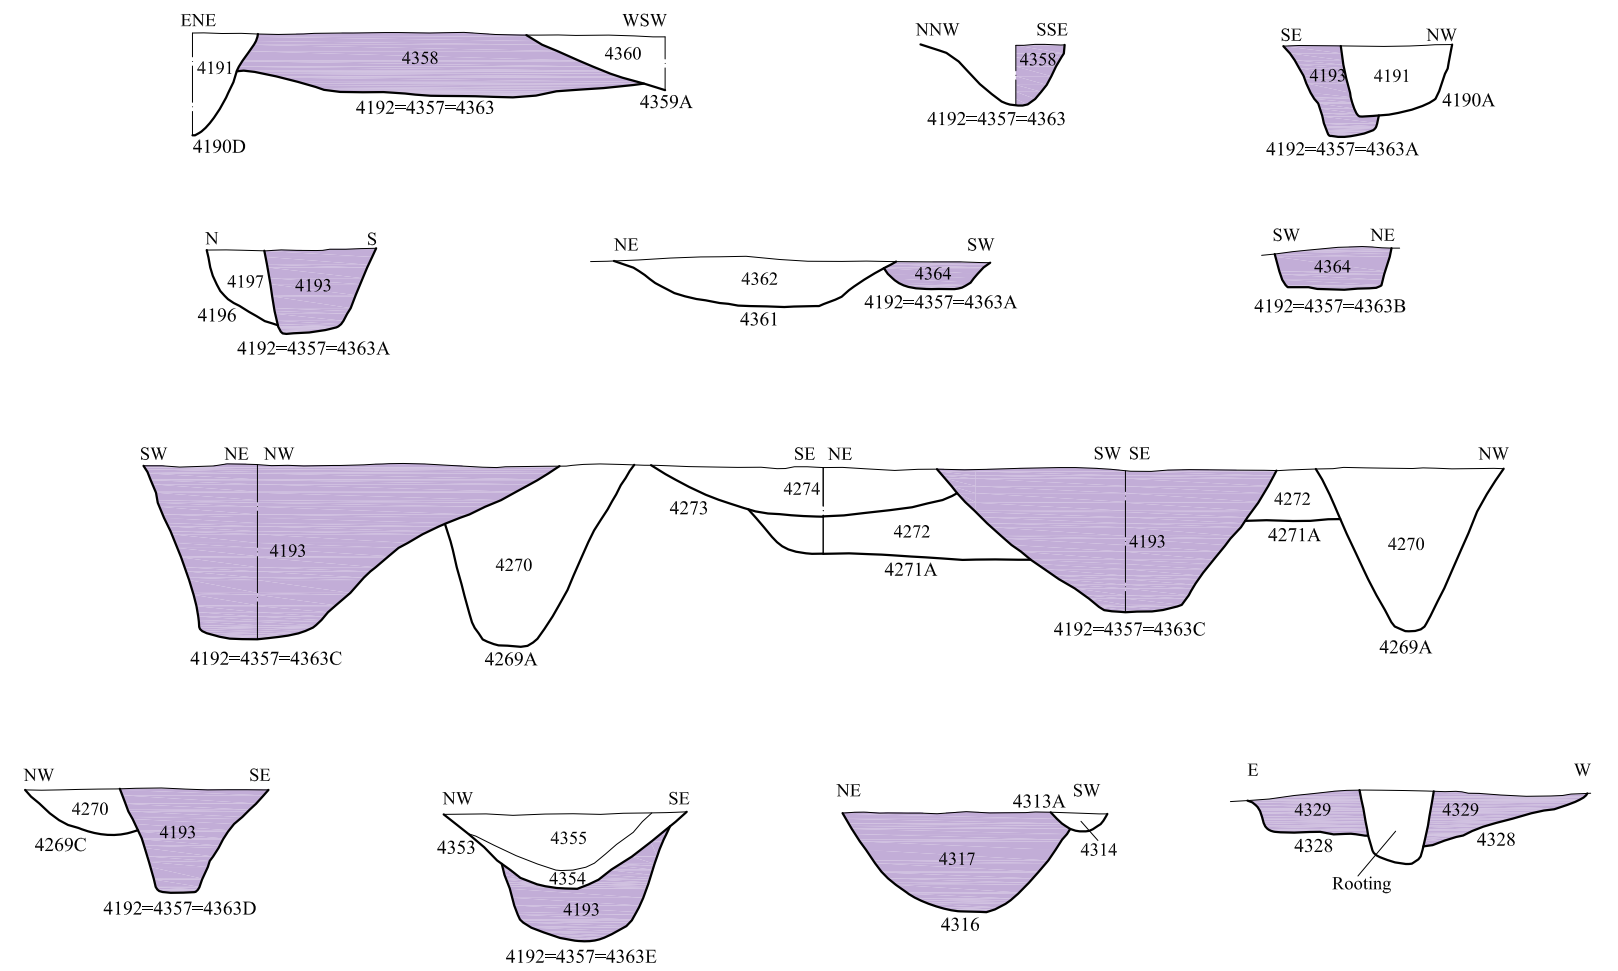 ENE WSW
4191 4358 4360
4192=4357=4363 4359A
4190D
NNW SSE
4358
4192=4357=4363
SE NW
4193 4191
4190A
4192=4357=4363A
N S
4197 4193
4196
4192=4357=4363A
NE SW
4362 4364
4192=4357=4363A
4361
SW NE
4364
4192=4357=4363B
SW NE NW SE NE SW SE NW
4274 4272
4273 4272 4271A
4193 4270 4271A 4193 4270
4192=4357=4363C 4269A 4192=4357=4363C 4269A
NW SE
4270 4193
4269C
4192=4357=4363D
NW SE
4353 4355
4354
4193
4192=4357=4363E
NE 4313A SW
4317 4314
4316
E W
4329 4329
4328 4328
Rooting